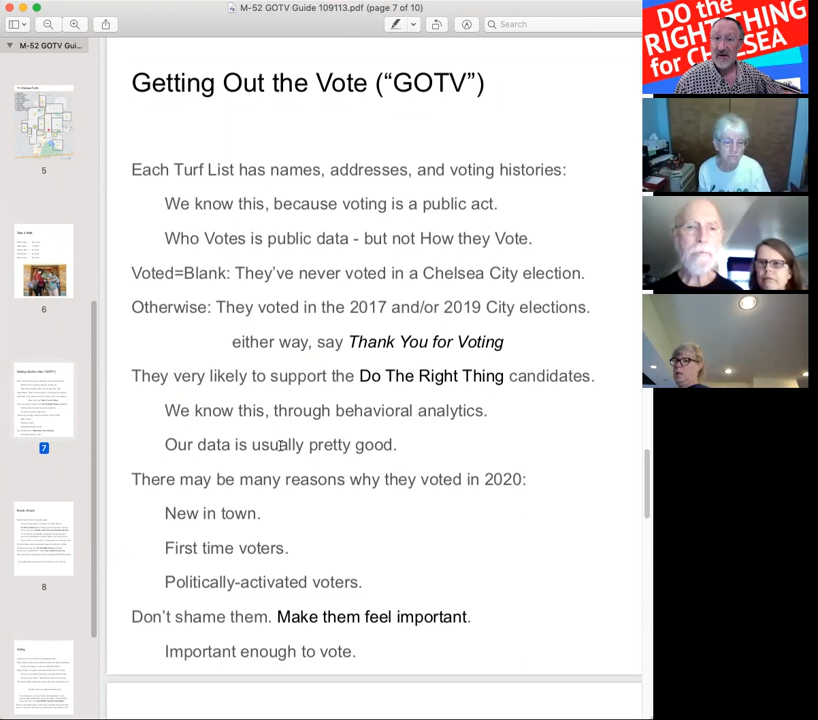 M-52 GOTV Guide 109113.pdf (page 7 of 10)
Search
M-52 GOTV Gui...
5
6
7
8
Getting Out the Vote (“GOTV”)
Each Turf List has names, addresses, and voting histories:
We know this, because voting is a public act.
Who Votes is public data - but not How they Vote.
Voted=Blank: They’ve never voted in a Chelsea City election.
Otherwise: They voted in the 2017 and/or 2019 City elections.
either way, say Thank You for Voting
They very likely to support the Do The Right Thing candidates.
We know this, through behavioral analytics.
Our data is usually pretty good.
There may be many reasons why they voted in 2020:
New in town.
First time voters.
Politically-activated voters.
Don’t shame them. Make them feel important.
Important enough to vote.
DO the
RIGHT THING
for CHELSEA